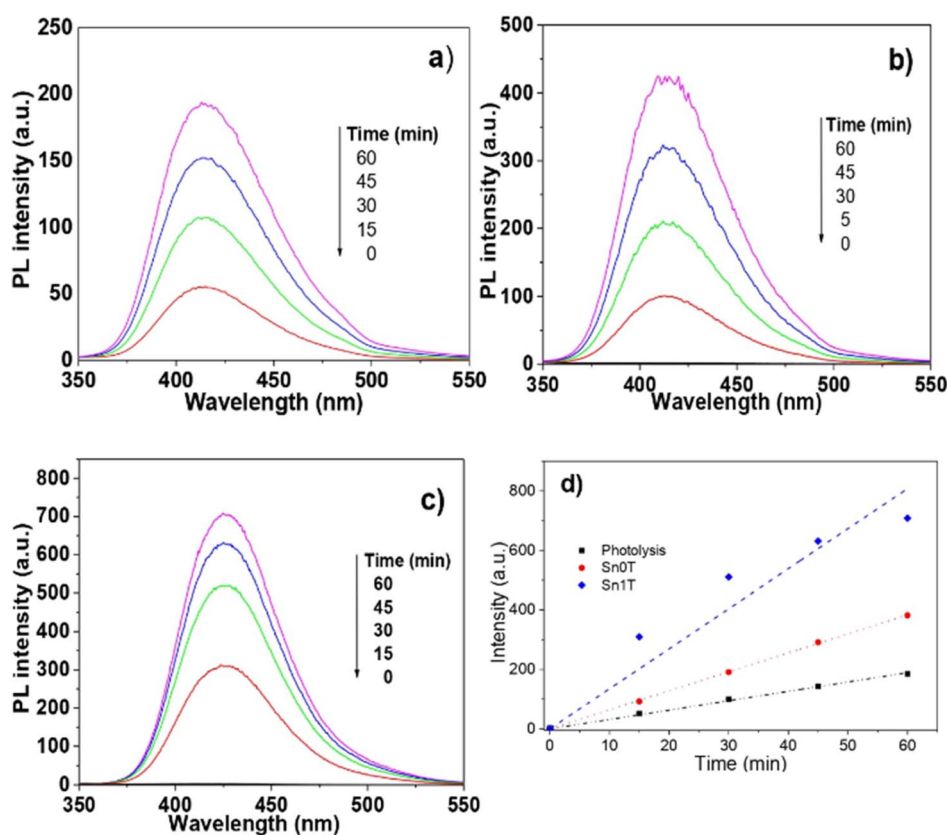 a)
PL intensity (a.u.)
250
200
150
100
50
0
Time (min)
60
45
30
15
0
350 400 450 500 550
Wavelength (nm)
b)
PL intensity (a.u.)
500
400
300
200
100
0
Time (min)
60
45
30
5
0
350 400 450 500 550
Wavelength (nm)
c)
PL intensity (a.u.)
800
700
600
500
400
300
200
100
0
Time (min)
60
45
30
15
0
350 400 450 500 550
Wavelength (nm)
d)
Intensity (a.u.)
800
600
400
200
0
Photolysis
Sn0T
Sn1T
0 10 20 30 40 50 60
Time (min)